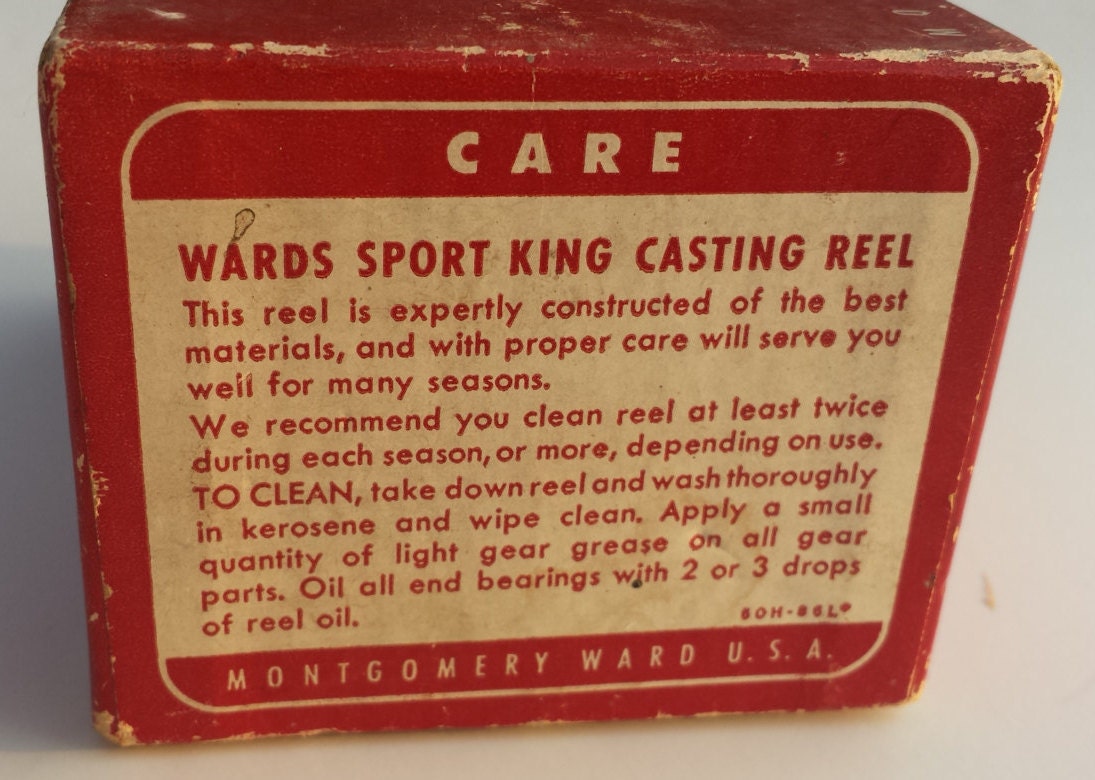 CARE
WARDS SPORT KING CASTING REEL
This reel is expertly constructed of the best
materials, and with proper care will serve you
well for many seasons.
We recommend you clean reel at least twice
during each season, or more, depending on use.
TO CLEAN, take down reel and wash thoroughly
in kerosene and wipe clean. Apply a small
quantity of light gear grease on all gear
parts. Oil all end bearings with 2 or 3 drops
of reel oil.
MONTGOMERY WARD U.S.A.